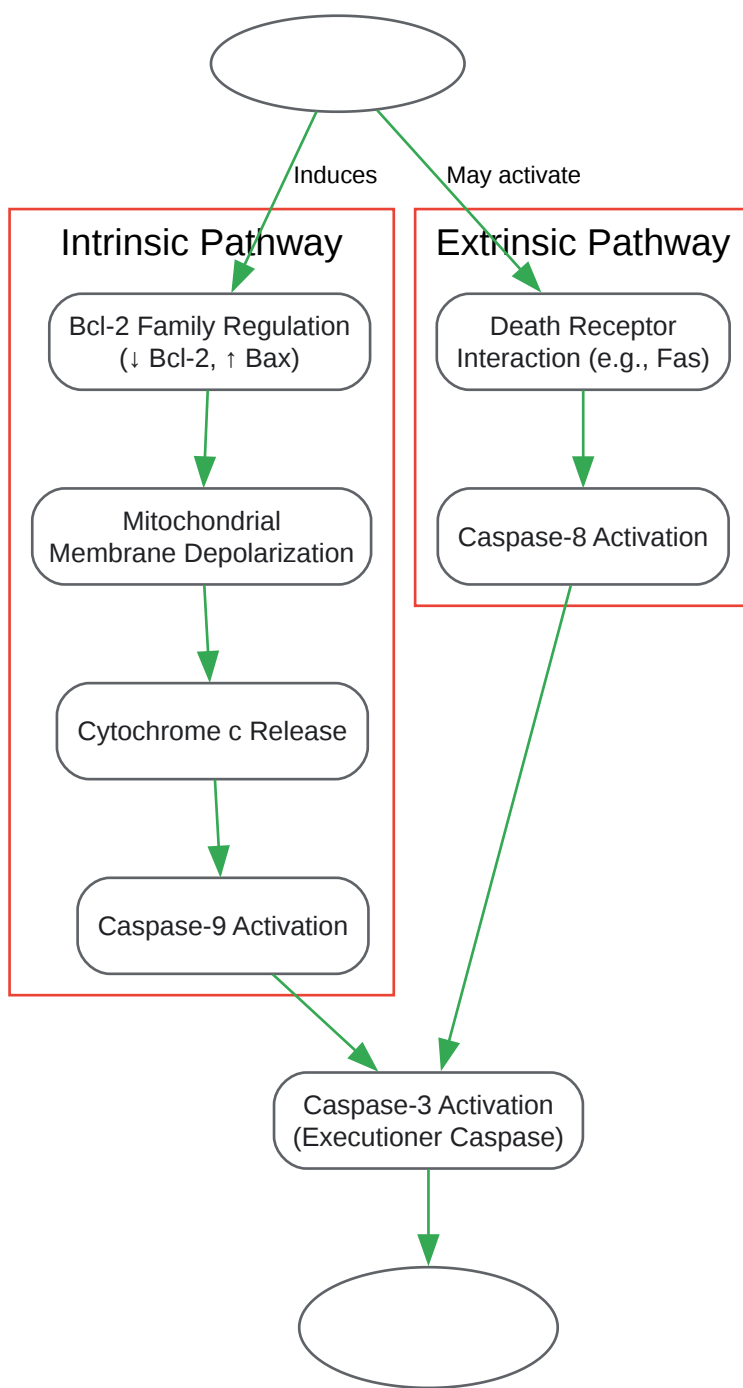 Induces
May activate
Intrinsic Pathway
Extrinsic Pathway
Bcl-2 Family Regulation
(↓ Bcl-2, ↑ Bax)
Death Receptor
Interaction (e.g., Fas)
Mitochondrial
Membrane Depolarization
Caspase-8 Activation
Cytochrome c Release
Caspase-9 Activation
Caspase-3 Activation
(Executioner Caspase)